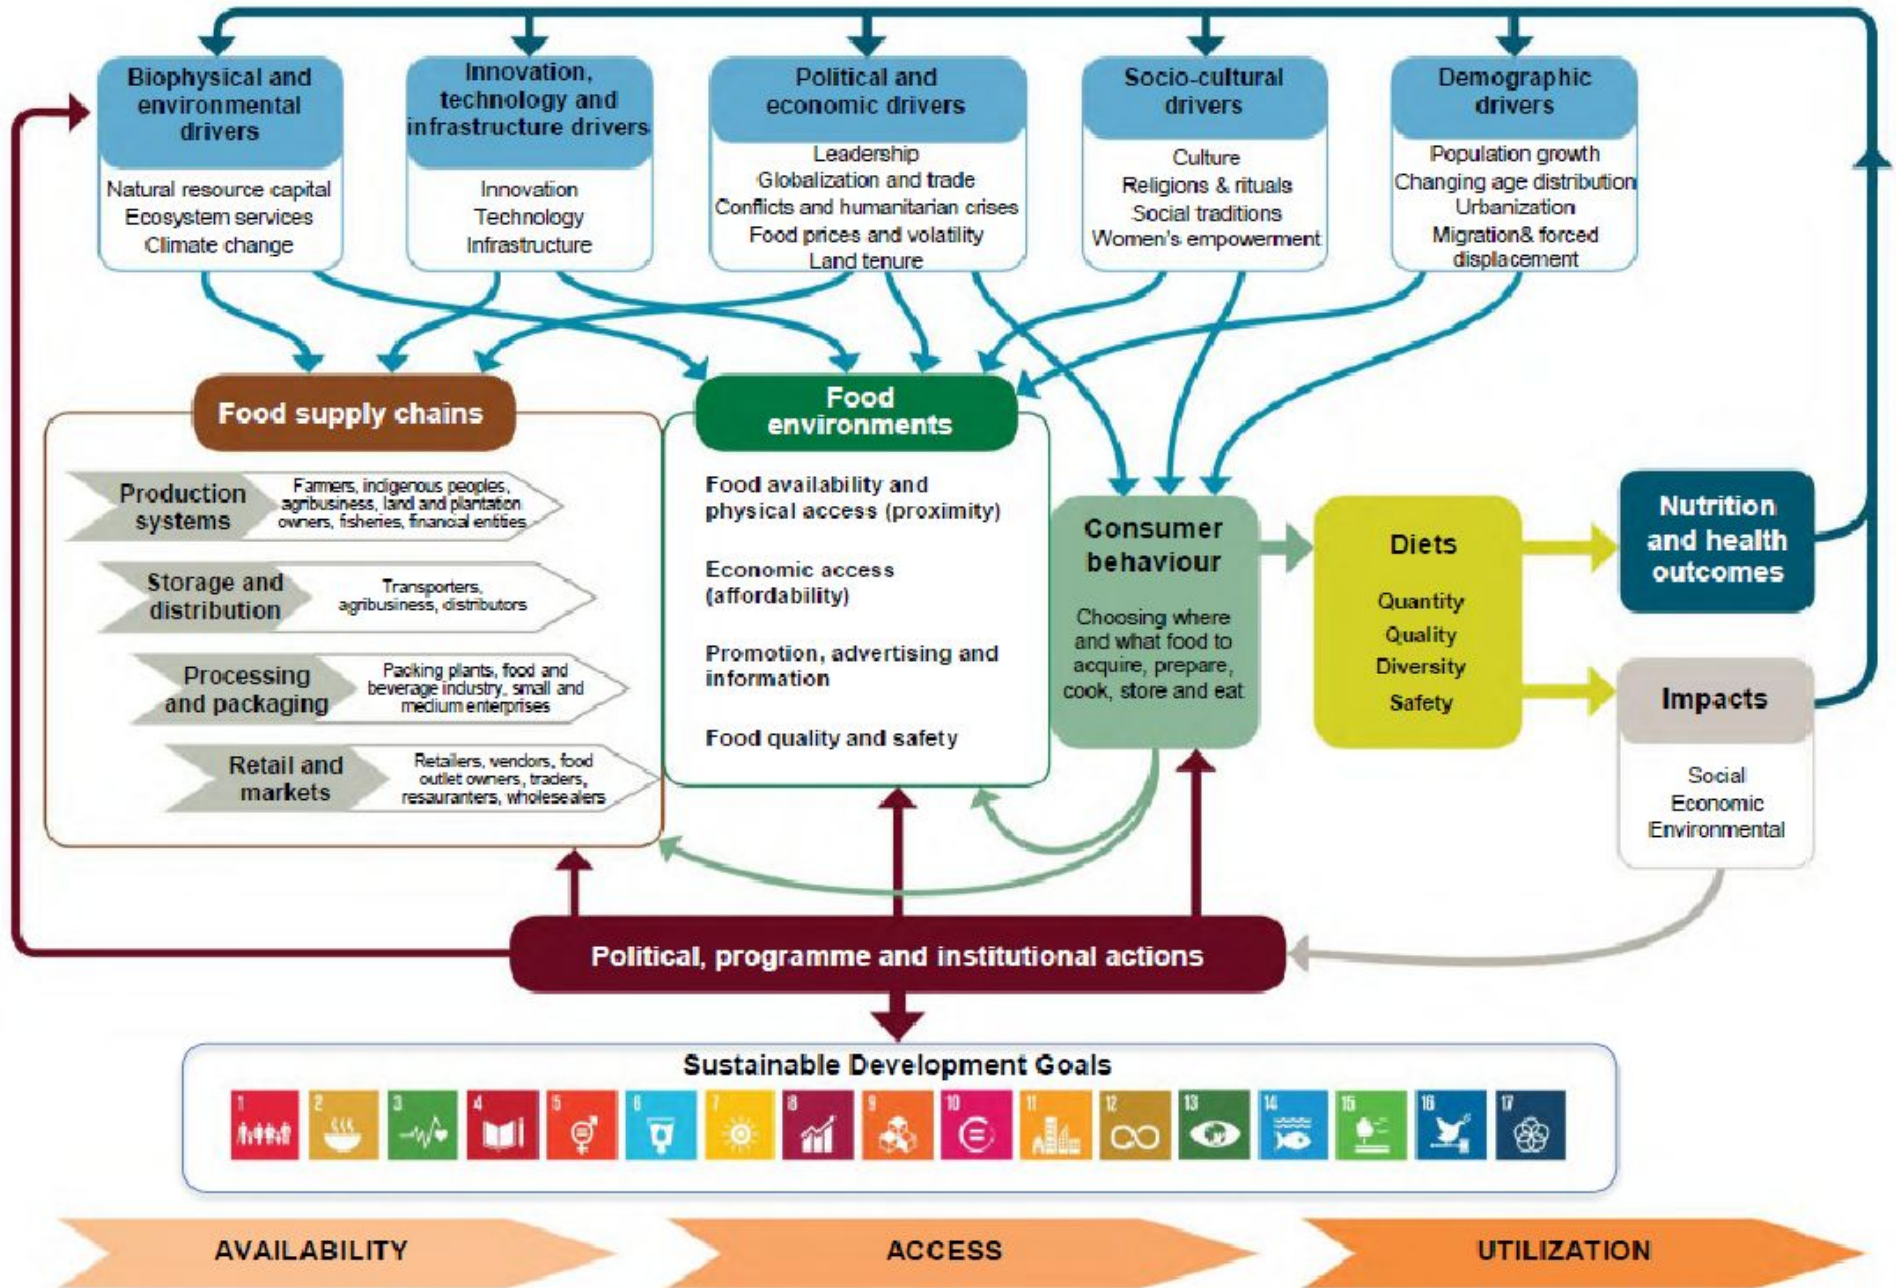 Biophysical and
environmental
drivers
Natural resource capital
Ecosystem services
Climate change
Innovation,
technology and
infrastructure drivers
Innovation
Technology
Infrastructure
Political and
economic drivers
Leadership
Globalization and trade
Conflicts and humanitarian crises
Food prices and volatility
Land tenure
Socio-cultural
drivers
Culture
Religions & rituals
Social traditions
Women's empowerment
Demographic
drivers
Population growth
Changing age distribution
Urbanization
Migration& forced
displacement
Food supply chains
Production
systems
Farmers, indigenous peoples,
agribusiness, land and plantation
owners, fisheries, financial entities
Storage and
distribution
Transporters,
agribusiness, distributors
Processing
and packaging
Packing plants, food and
beverage industry, small and
medium enterprises
Retail and
markets
Retailers, vendors, food
outlet owners, traders,
resauranters, wholesealers
Food
environments
Food availability and
physical access (proximity)
Economic access
(affordability)
Promotion, advertising and
information
Food quality and safety
Consumer
behaviour
Choosing where
and what food to
acquire, prepare,
cook, store and eat
Diets
Quantity
Quality
Diversity
Safety
Nutrition
and health
outcomes
Impacts
Social
Economic
Environmental
Political, programme and institutional actions
Sustainable Development Goals
1 2 3 4 5 6 7 8 9 10 11 12 13 14 15 16 17
AVAILABILITY
ACCESS
UTILIZATION